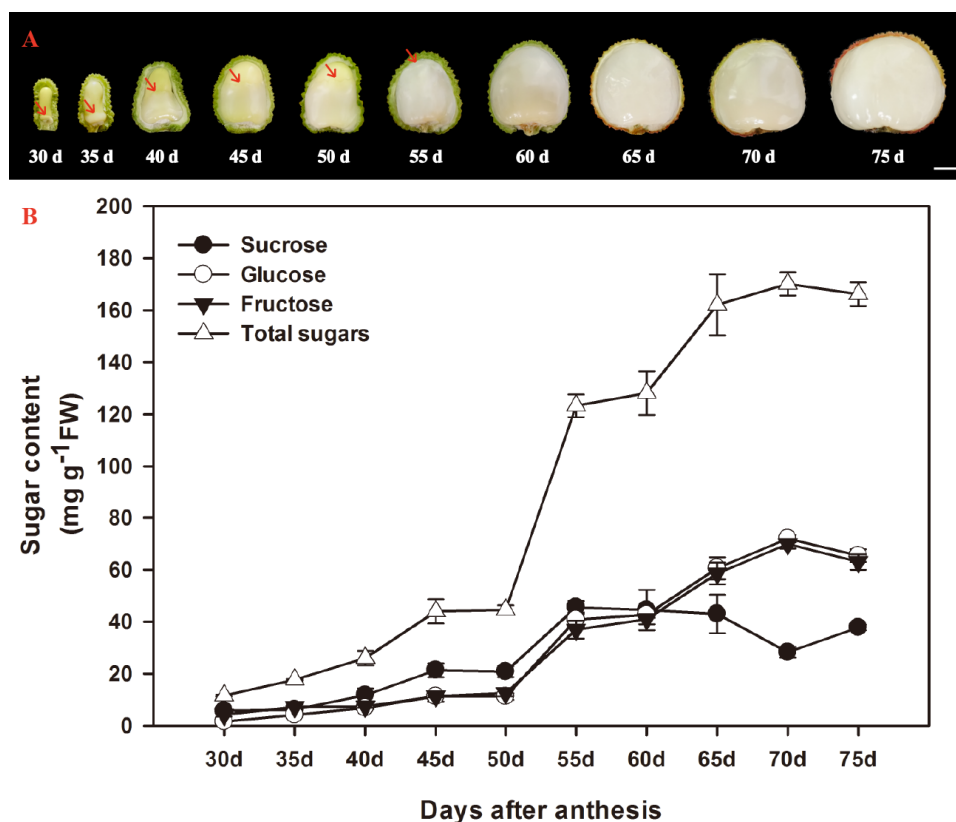 A
30 d 35 d 40 d 45 d 50 d 55 d 60 d 65 d 70 d 75 d
B
Sucrose
Glucose
Fructose
Total sugars
200
180
160
140
120
100
80
60
40
20
0
Sugar content
(mg g⁻¹FW)
30d 35d 40d 45d 50d 55d 60d 65d 70d 75d
Days after anthesis